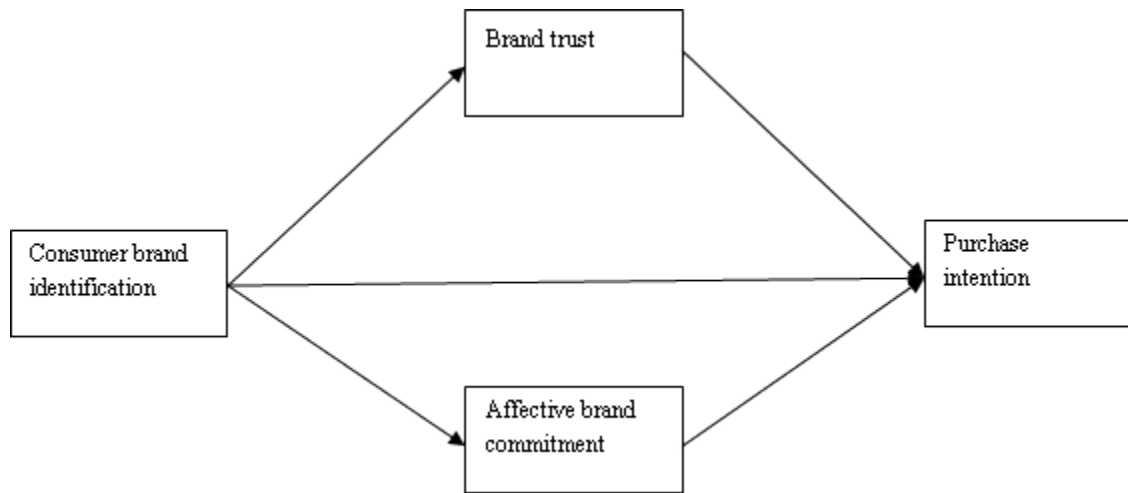 Brand trust
Consumer brand
identification
Purchase
intention
Affective brand
commitment